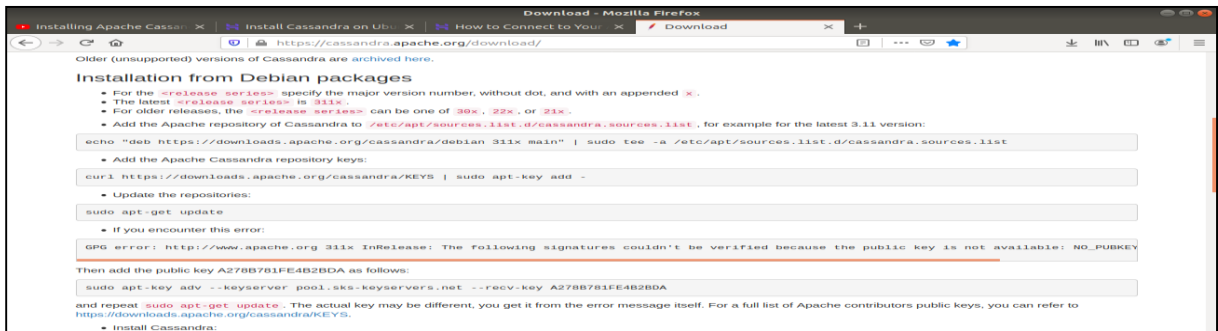 Download - Mozilla Firefox
Installing Apache Cassan
Install Cassandra on Ubu
How to Connect to Your
Download
https://cassandra.apache.org/download/
Older (unsupported) versions of Cassandra are archived here.
Installation from Debian packages
• For the <release series> specify the major version number, without dot, and with an appended x.
• The latest <release series> is 311x.
• For older releases, the <release series> can be one of 30x, 22x, or 21x.
• Add the Apache repository of Cassandra to /etc/apt/sources.list.d/cassandra.sources.list, for example for the latest 3.11 version:
echo "deb https://downloads.apache.org/cassandra/debian 311x main" | sudo tee -a /etc/apt/sources.list.d/cassandra.sources.list
• Add the Apache Cassandra repository keys:
curl https://downloads.apache.org/cassandra/KEYS | sudo apt-key add -
• Update the repositories:
sudo apt-get update
• If you encounter this error:
GPG error: http://www.apache.org 311x InRelease: The following signatures couldn't be verified because the public key is not available: NO_PUBKEY
Then add the public key A278B781FE4B2BDA as follows:
sudo apt-key adv --keyserver pool.sks-keyservers.net --recv-key A278B781FE4B2BDA
and repeat sudo apt-get update. The actual key may be different, you get it from the error message itself. For a full list of Apache contributors public keys, you can refer to
https://downloads.apache.org/cassandra/KEYS.
• Install Cassandra: